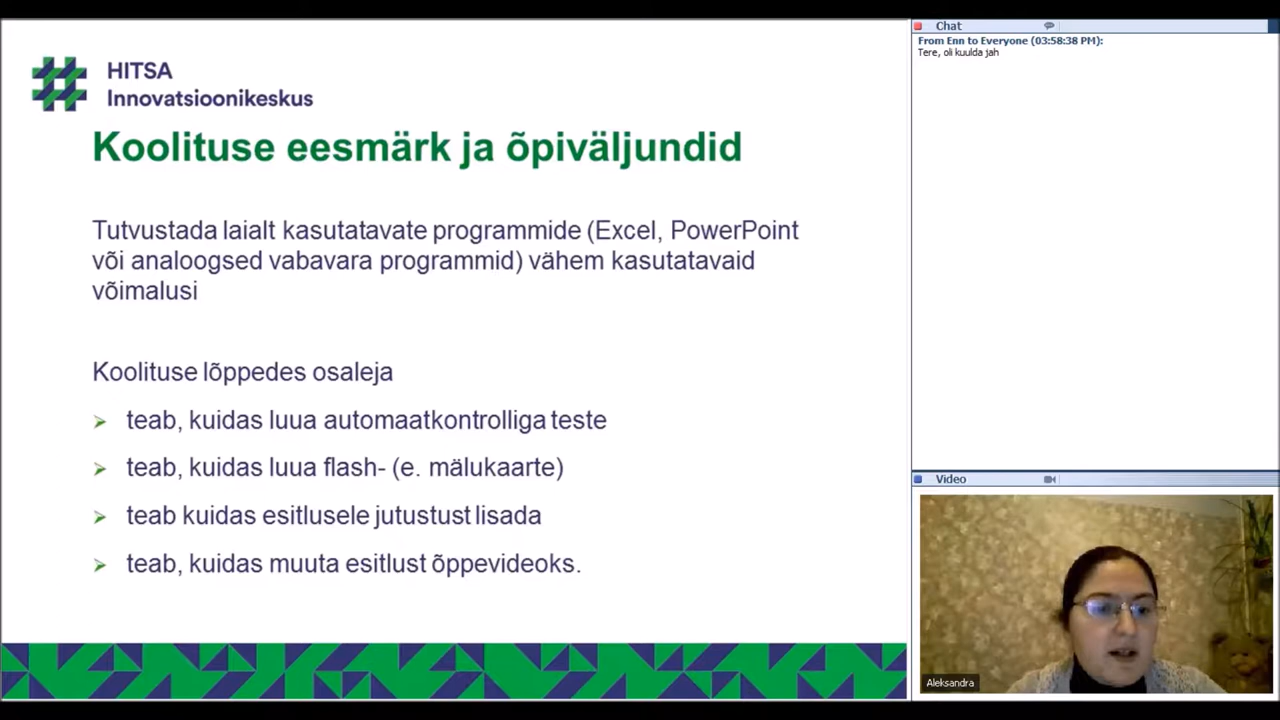 HITSA
Innovatsioonikeskus
Koolituse eesmärk ja õpiväljundid
Tutvustada laialt kasutatavate programmide (Excel, PowerPoint
või analoogsed vabavara programmid) vähem kasutatavaid
võimalusi
Koolituse lõppedes osaleja
teab, kuidas luua automaatkontrolliga teste
teab, kuidas luua flash- (e. mälukaarte)
teab kuidas esitlusele jutustust lisada
teab, kuidas muuta esitlust õppevideoks.
Chat
From Enn to Everyone (03:58:38 PM):
Tere, oli kuulda jah
Video
Aleksandra